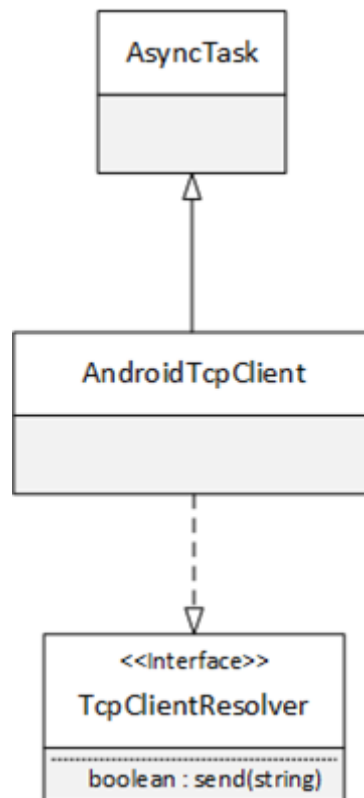 AsyncTask
AndroidTcpClient
<<Interface>>
TcpClientResolver
boolean : send(string)